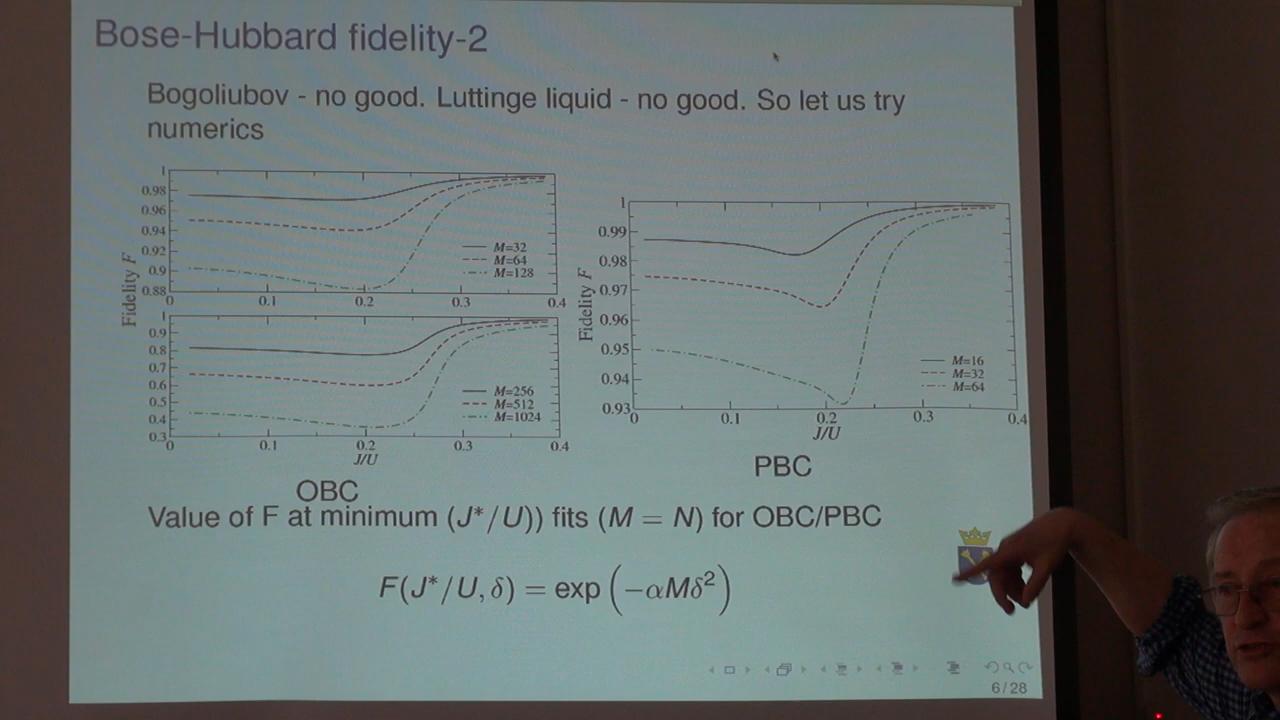 Bose-Hubbard fidelity-2
Bogoliubov - no good. Luttinge liquid - no good. So let us try
numerics
1
0.98
0.96
0.94
0.92
0.9
0.88
Fidelity F
M=32
M=64
M=128
0 0.1 0.2 0.3 0.4
1
0.9
0.8
0.7
0.6
0.5
0.4
0.3
M=256
M=512
M=1024
0 0.1 0.2 0.3 0.4
J/U
OBC
1
0.99
0.98
0.97
0.96
0.95
0.94
0.93
Fidelity F
M=16
M=32
M=64
0 0.1 0.2 0.3 0.4
J/U
PBC
Value of F at minimum (J*/U)) fits (M = N) for OBC/PBC
F(J*/U, δ) = exp (−αMδ²)
6/28